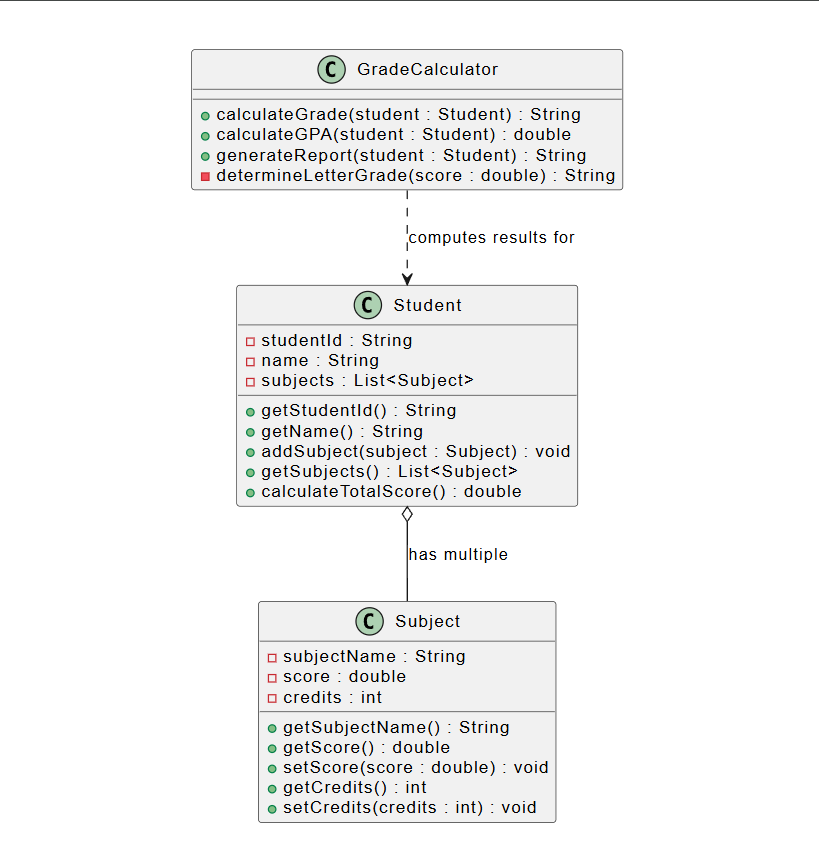 C GradeCalculator
calculateGrade(student : Student) : String
calculateGPA(student : Student) : double
generateReport(student : Student) : String
determineLetterGrade(score : double) : String
computes results for
C Student
studentId : String
name : String
subjects : List<Subject>
getStudentId() : String
getName() : String
addSubject(subject : Subject) : void
getSubjects() : List<Subject>
calculateTotalScore() : double
has multiple
C Subject
subjectName : String
score : double
credits : int
getSubjectName() : String
getScore() : double
setScore(score : double) : void
getCredits() : int
setCredits(credits : int) : void